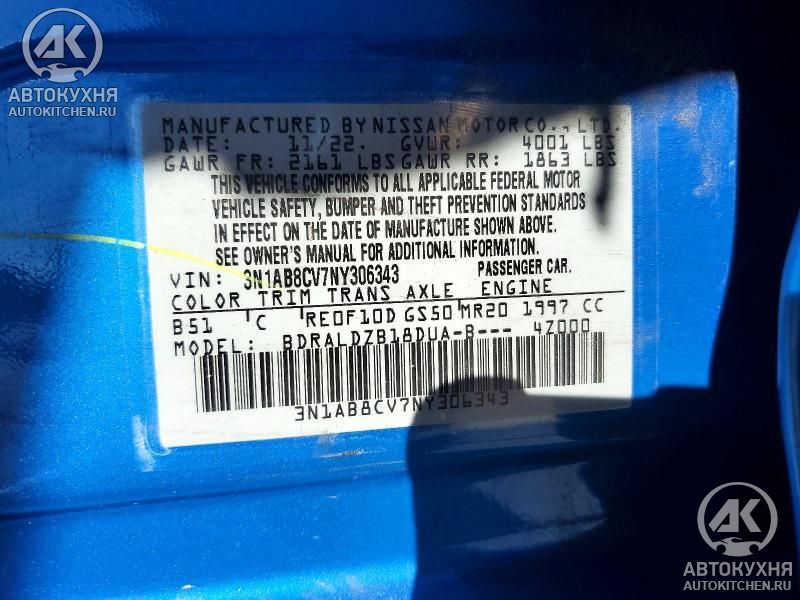 АК
АВТОКУХНЯ
AUTOKITCHEN.RU
MANUFACTURED BY NISSAN MOTOR CO., LTD.
DATE: 11/22. GVWR: 4001 LBS
GAWR FR: 2161 LBS GAWR RR: 1863 LBS
THIS VEHICLE CONFORMS TO ALL APPLICABLE FEDERAL MOTOR
VEHICLE SAFETY, BUMPER AND THEFT PREVENTION STANDARDS
IN EFFECT ON THE DATE OF MANUFACTURE SHOWN ABOVE.
SEE OWNER'S MANUAL FOR ADDITIONAL INFORMATION.
VIN: 3N1AB8CV7NY306343 PASSENGER CAR.
COLOR TRIM TRANS AXLE ENGINE
B51 C RE0F10D GS50 MR20 1997 CC
MODEL: BDRALDZB18DUA-B--- 4Z000
3N1AB8CV7NY306343
АК
АВТОКУХНЯ
AUTOKITCHEN.RU